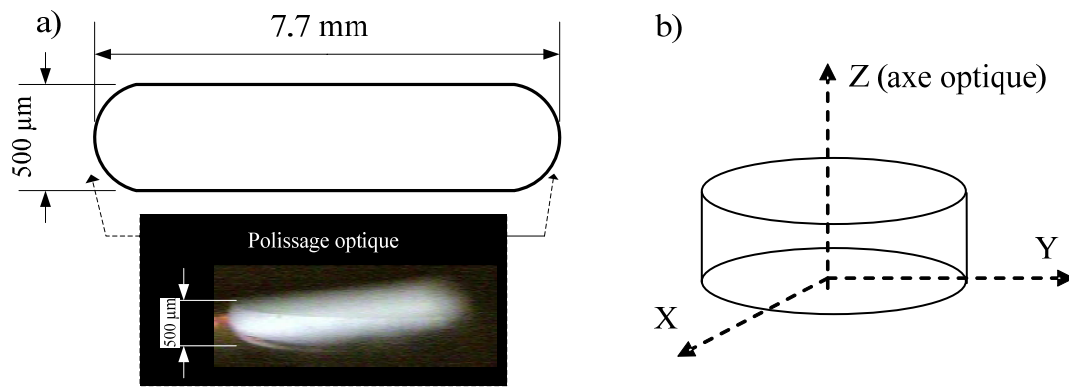 a)
7.7 mm
500 µm
Polissage optique
500 µm
b)
Z (axe optique)
Y
X